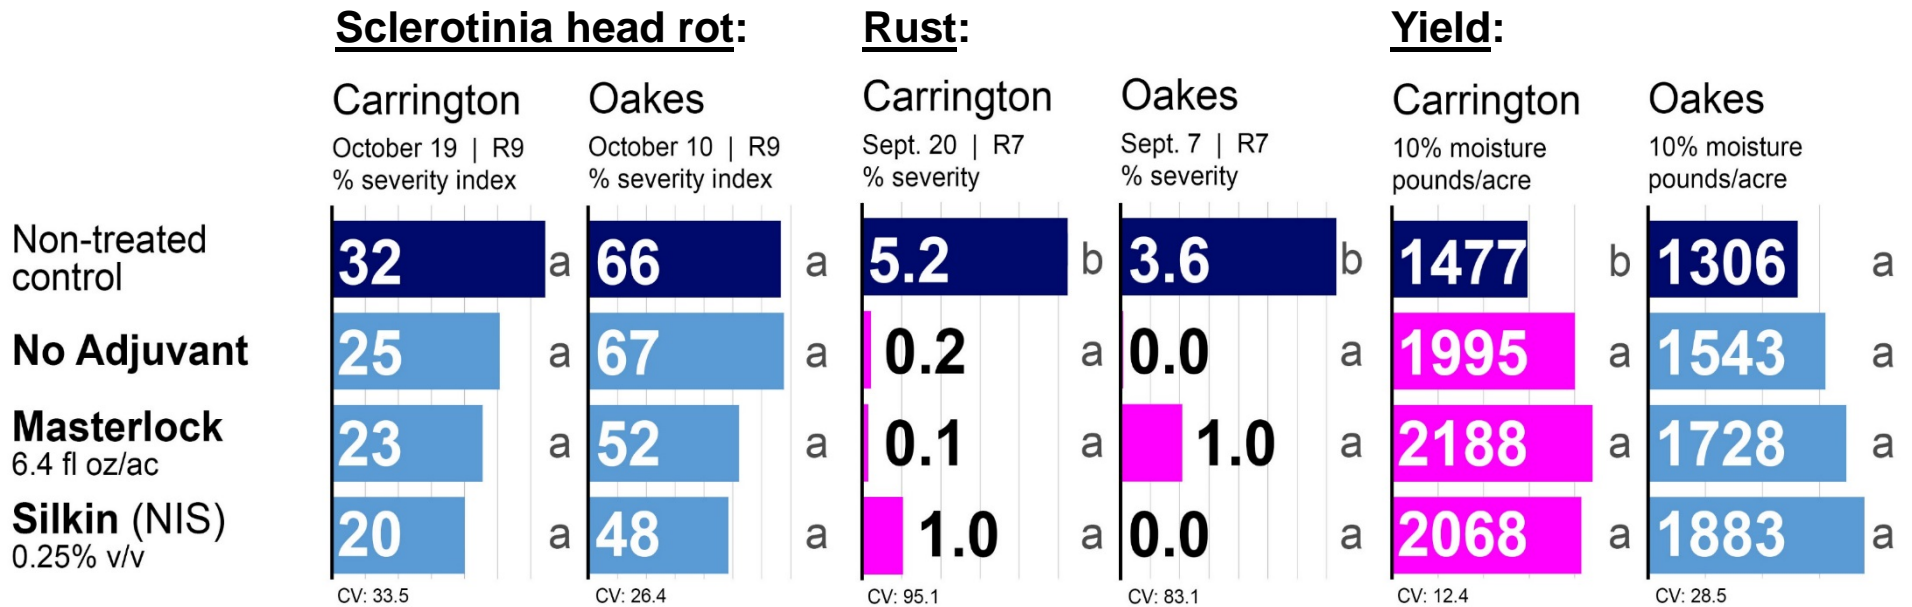 Sclerotinia head rot: Rust: Yield:
Carrington Oakes Carrington Oakes Carrington Oakes
October 19 | R9 October 10 | R9 Sept. 20 | R7 Sept. 7 | R7 10% moisture 10% moisture
% severity index % severity index % severity % severity pounds/acre pounds/acre
Non-treated
control
32 a 66 a 5.2 b 3.6 b 1477 b 1306 a
No Adjuvant 25 a 67 a 0.2 a 0.0 a 1995 a 1543 a
Masterlock
6.4 fl oz/ac
23 a 52 a 0.1 a 1.0 a 2188 a 1728 a
Silkin (NIS)
0.25% v/v
20 a 48 a 1.0 a 0.0 a 2068 a 1883 a
CV: 33.5 CV: 26.4 CV: 95.1 CV: 83.1 CV: 12.4 CV: 28.5